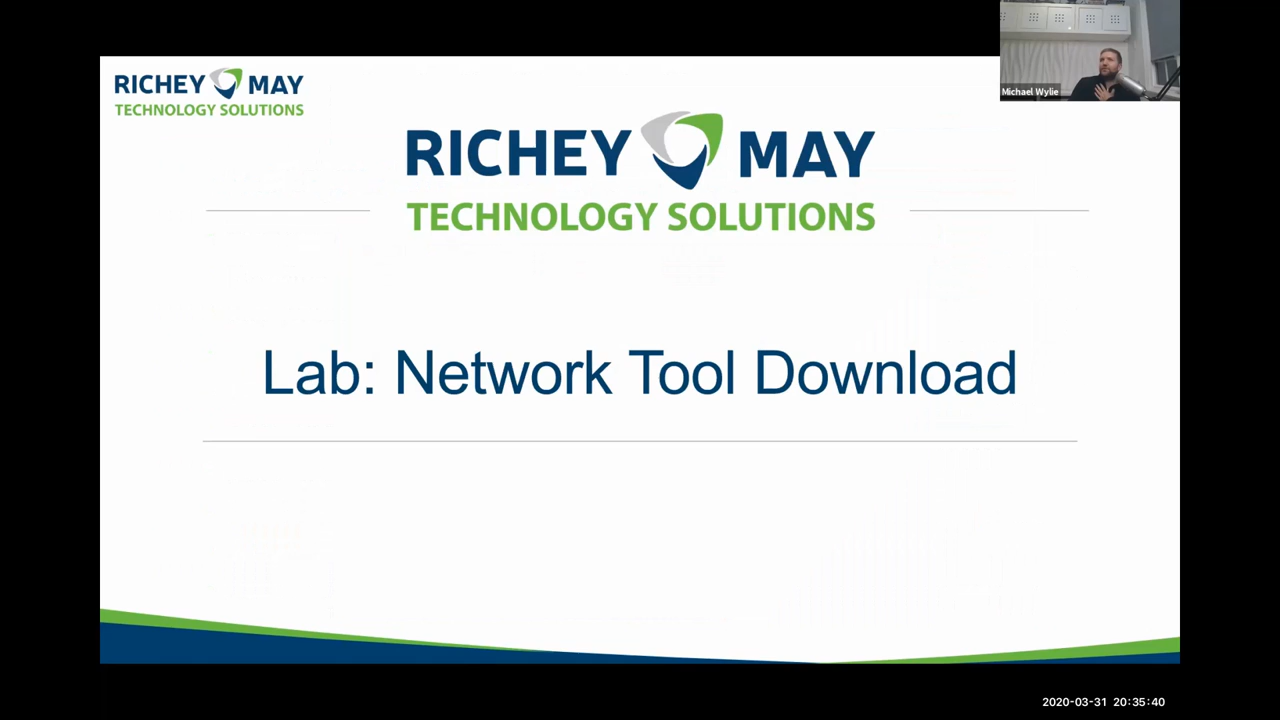 RICHEY MAY
TECHNOLOGY SOLUTIONS
Michael Wylie
RICHEY MAY
TECHNOLOGY SOLUTIONS
Lab: Network Tool Download
2020-03-31 20:35:40